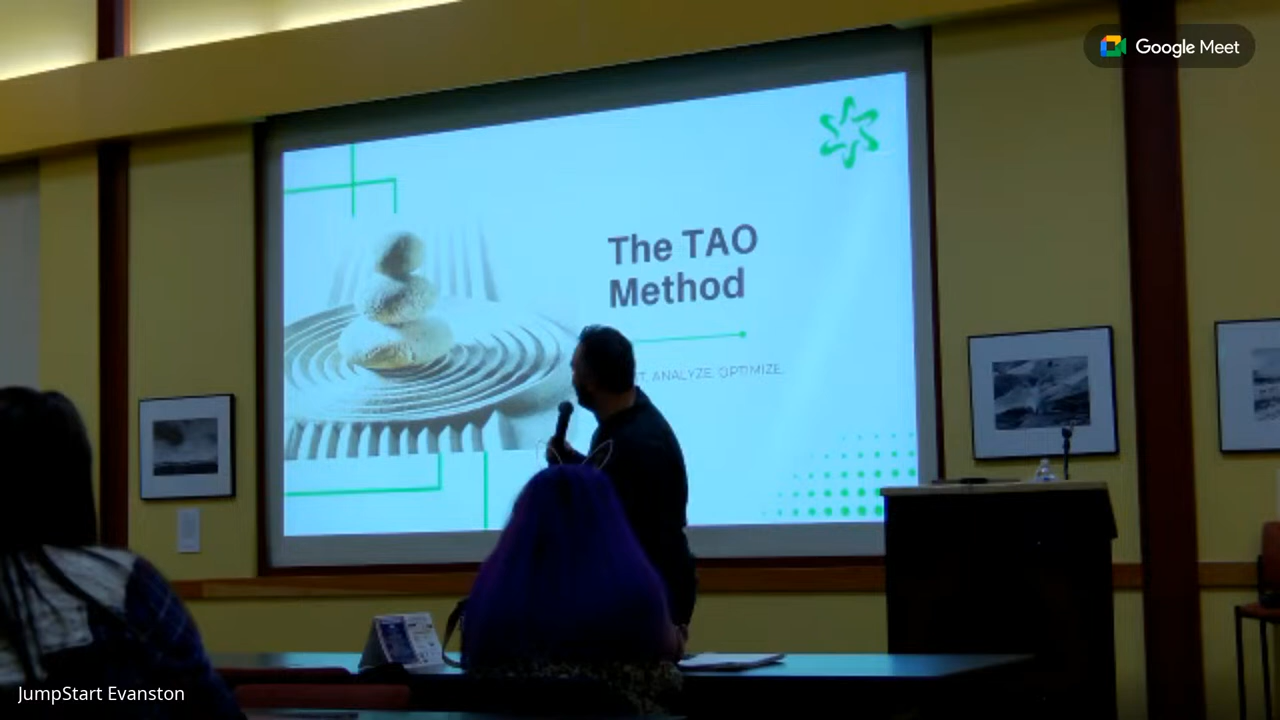 Google Meet
The TAO
Method
T. ANALYZE. OPTIMIZE.
JumpStart Evanston